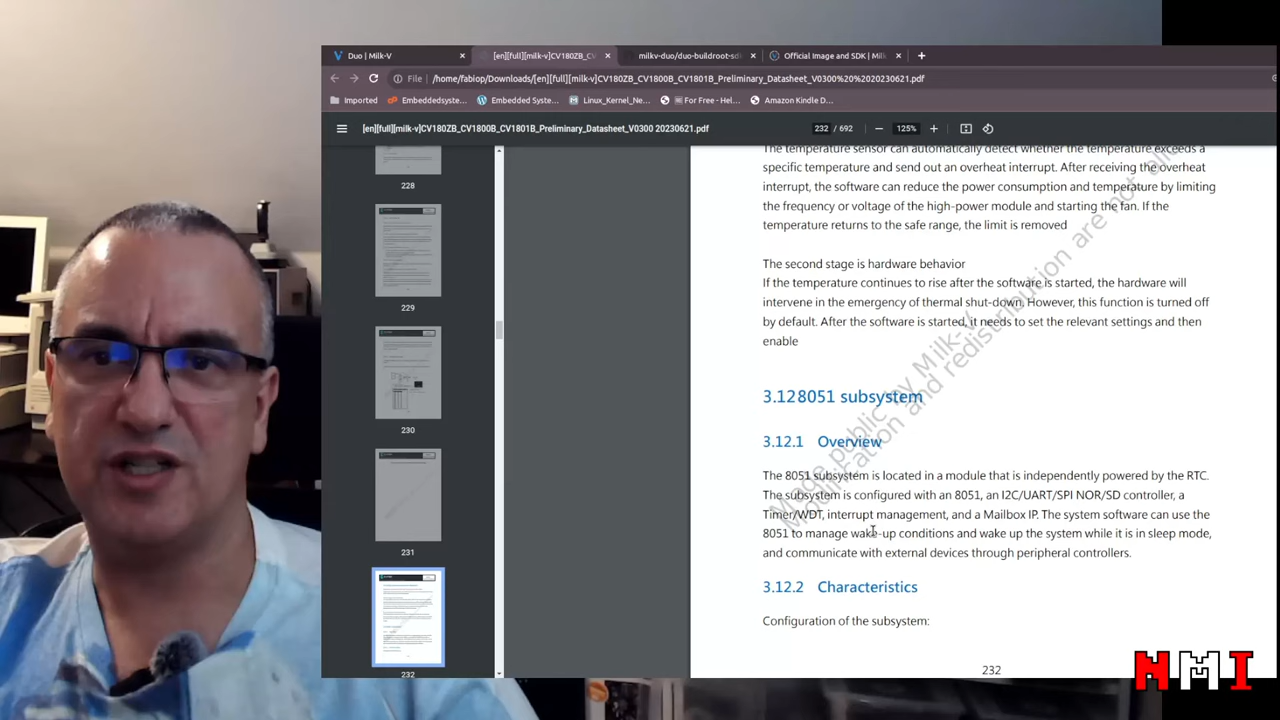 Duo | Milk-V
[en][full][milk-v]CV180ZB_C
milkv-duo/duo-buildroot-sd
Official Image and SDK | Mil
File
/home/fabiop/Downloads/[en][full][milk-v]CV180ZB_CV1800B_CV1801B_Preliminary_Datasheet_V0300%20%2020230621.pdf
Imported
Embeddedsyste...
Embedded Syste...
Linux_Kernel_Ne...
For Free - Hel...
Amazon Kindle D...
[en][full][milk-v]CV180ZB_CV1800B_CV1801B_Preliminary_Datasheet_V0300 20230621.pdf
232 / 692
125%
228
229
230
231
232
The temperature sensor can automatically detect whether the temperature exceeds a
specific temperature and send out an overheat interrupt. After receiving the overheat
interrupt, the software can reduce the power consumption and temperature by limiting
the frequency or voltage of the high-power module and starting the fan. If the
temperature returns to the safe range, the limit is removed
The second stage is hardware behavior
If the temperature continues to rise after the software is started, the hardware will
intervene in the emergency of thermal shut-down. However, this function is turned off
by default. After the software is started, it needs to set the relevant settings and then
enable
3.128051 subsystem
3.12.1 Overview
The 8051 subsystem is located in a module that is independently powered by the RTC.
The subsystem is configured with an 8051, an I2C/UART/SPI NOR/SD controller, a
Timer/WDT, interrupt management, and a Mailbox IP. The system software can use the
8051 to manage wake-up conditions and wake up the system while it is in sleep mode,
and communicate with external devices through peripheral controllers.
3.12.2 Characteristics
Configuration of the subsystem:
232
Made public by Milk-V
Modification and redistribution are not al
NMI